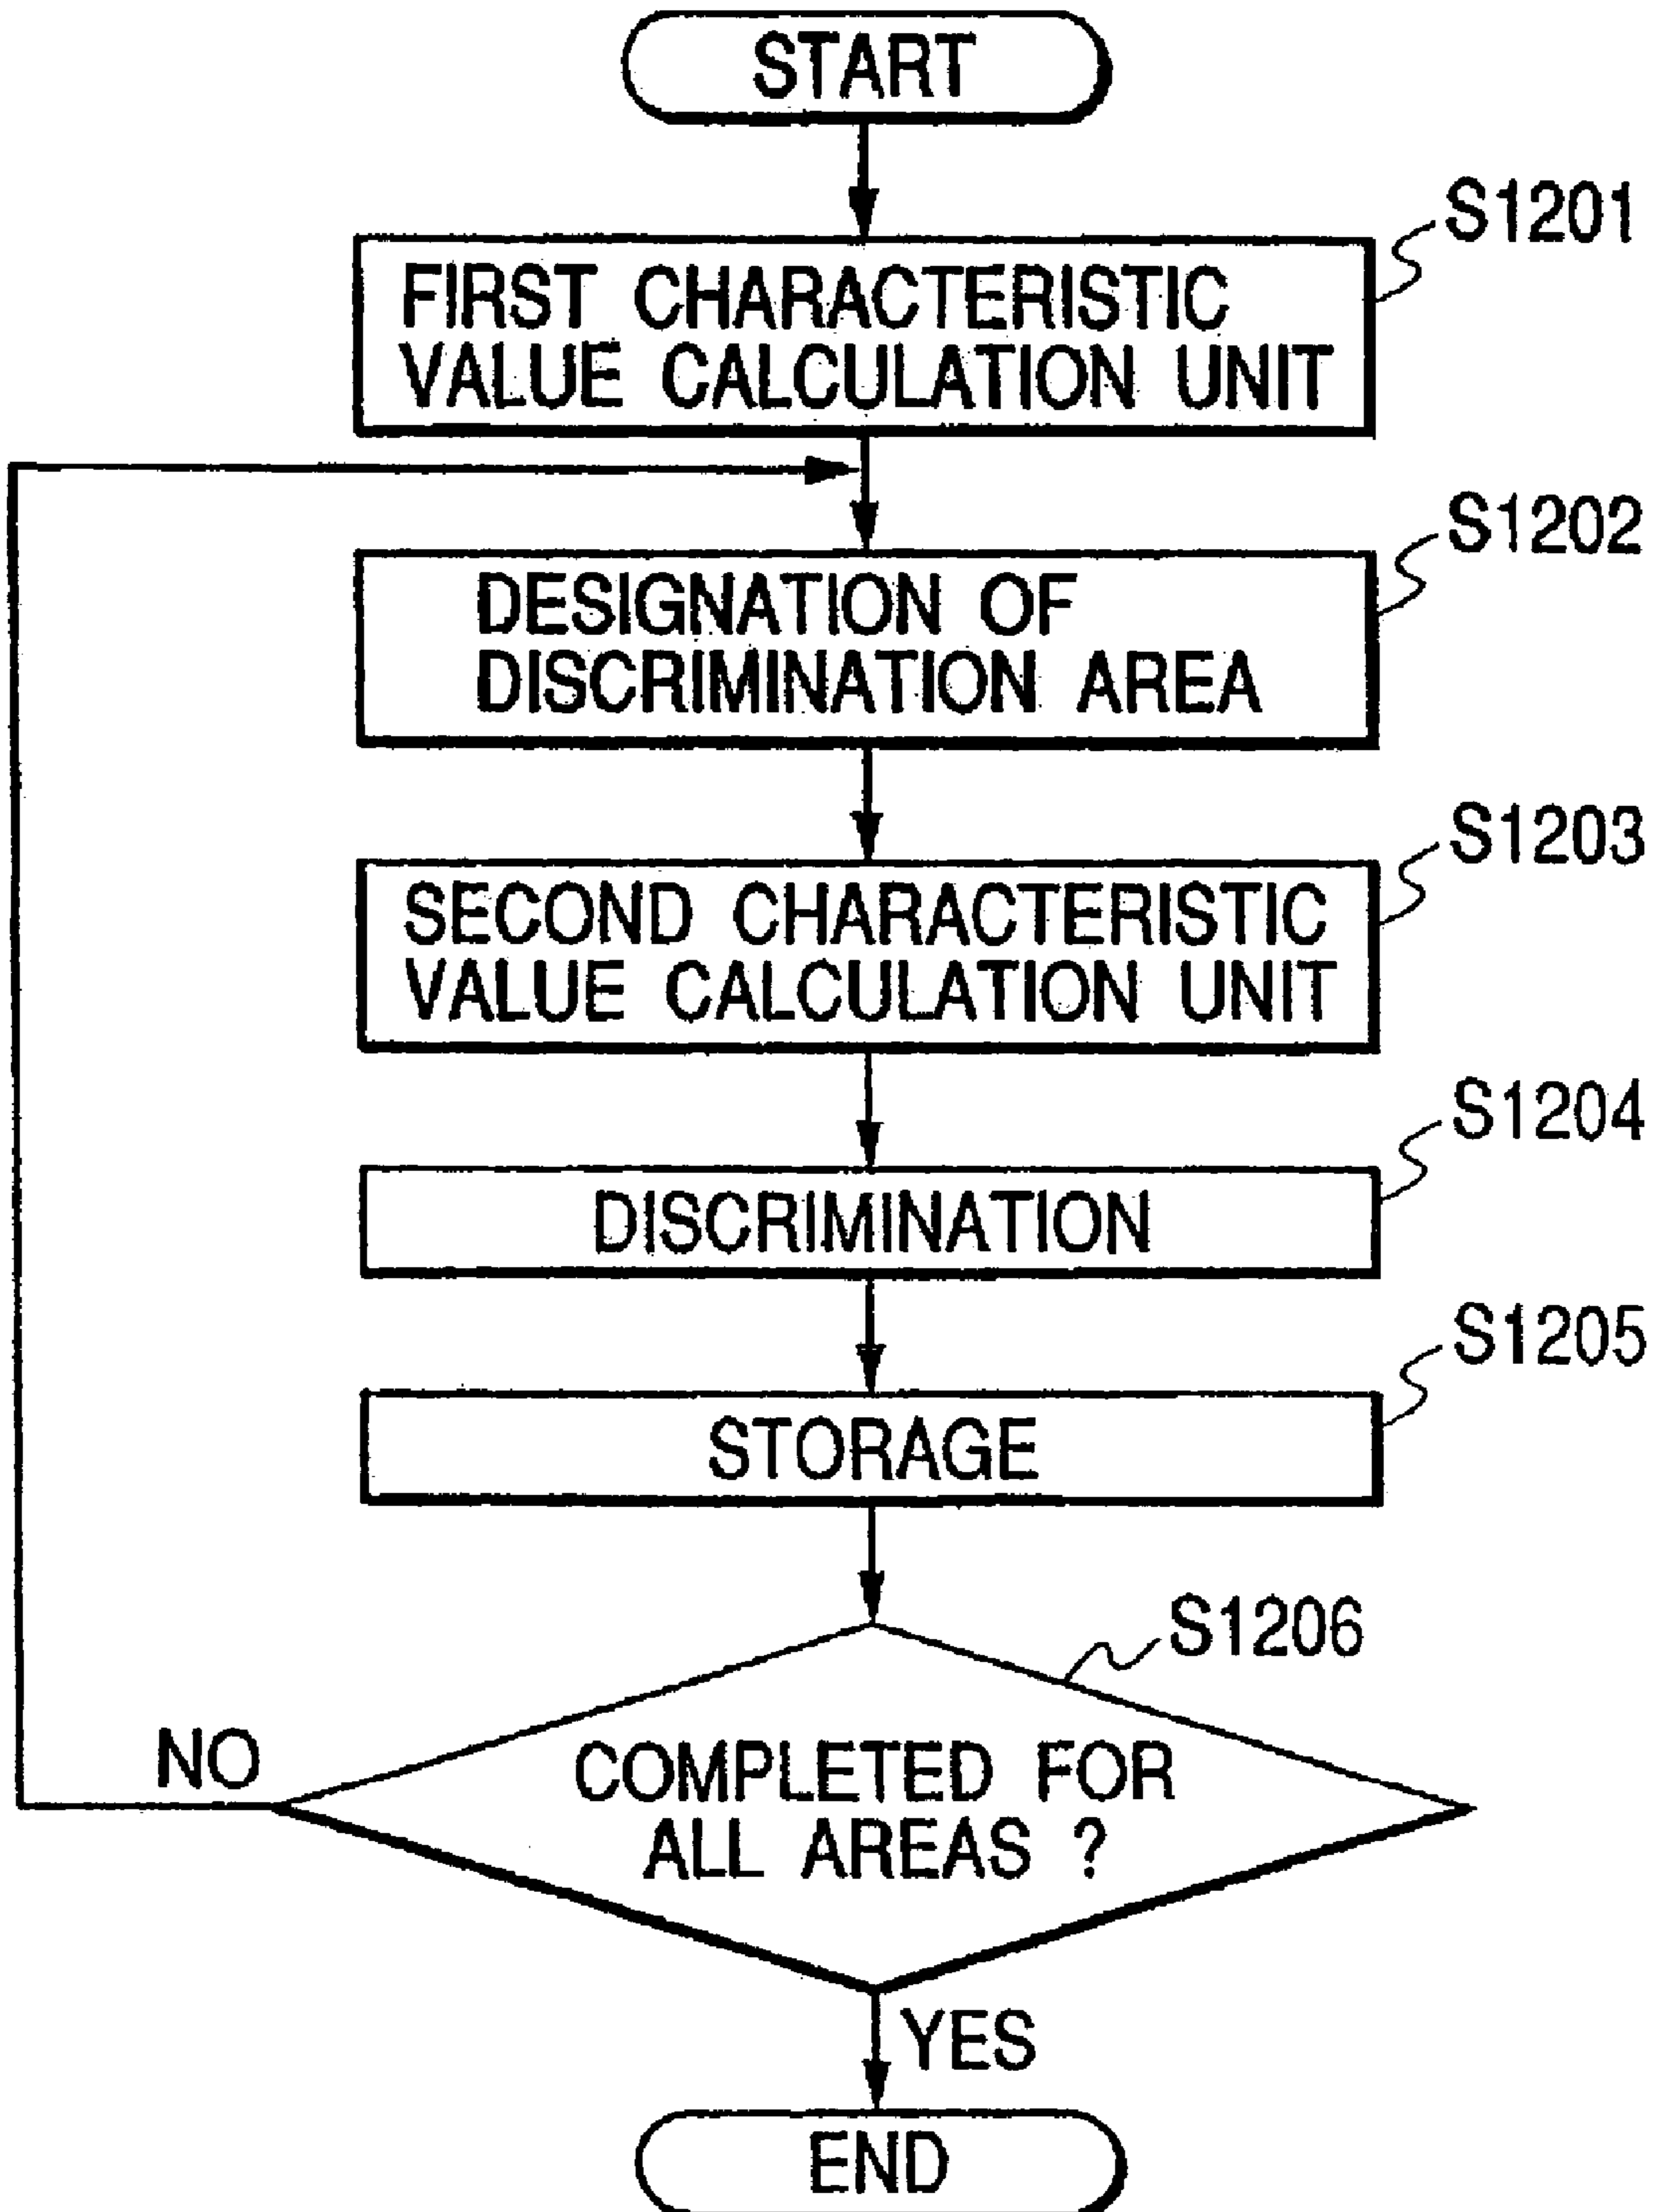 START
S1201
FIRST CHARACTERISTIC
VALUE CALCULATION UNIT
S1202
DESIGNATION OF
DISCRIMINATION AREA
S1203
SECOND CHARACTERISTIC
VALUE CALCULATION UNIT
S1204
DISCRIMINATION
S1205
STORAGE
S1206
NO
COMPLETED FOR
ALL AREAS ?
YES
END